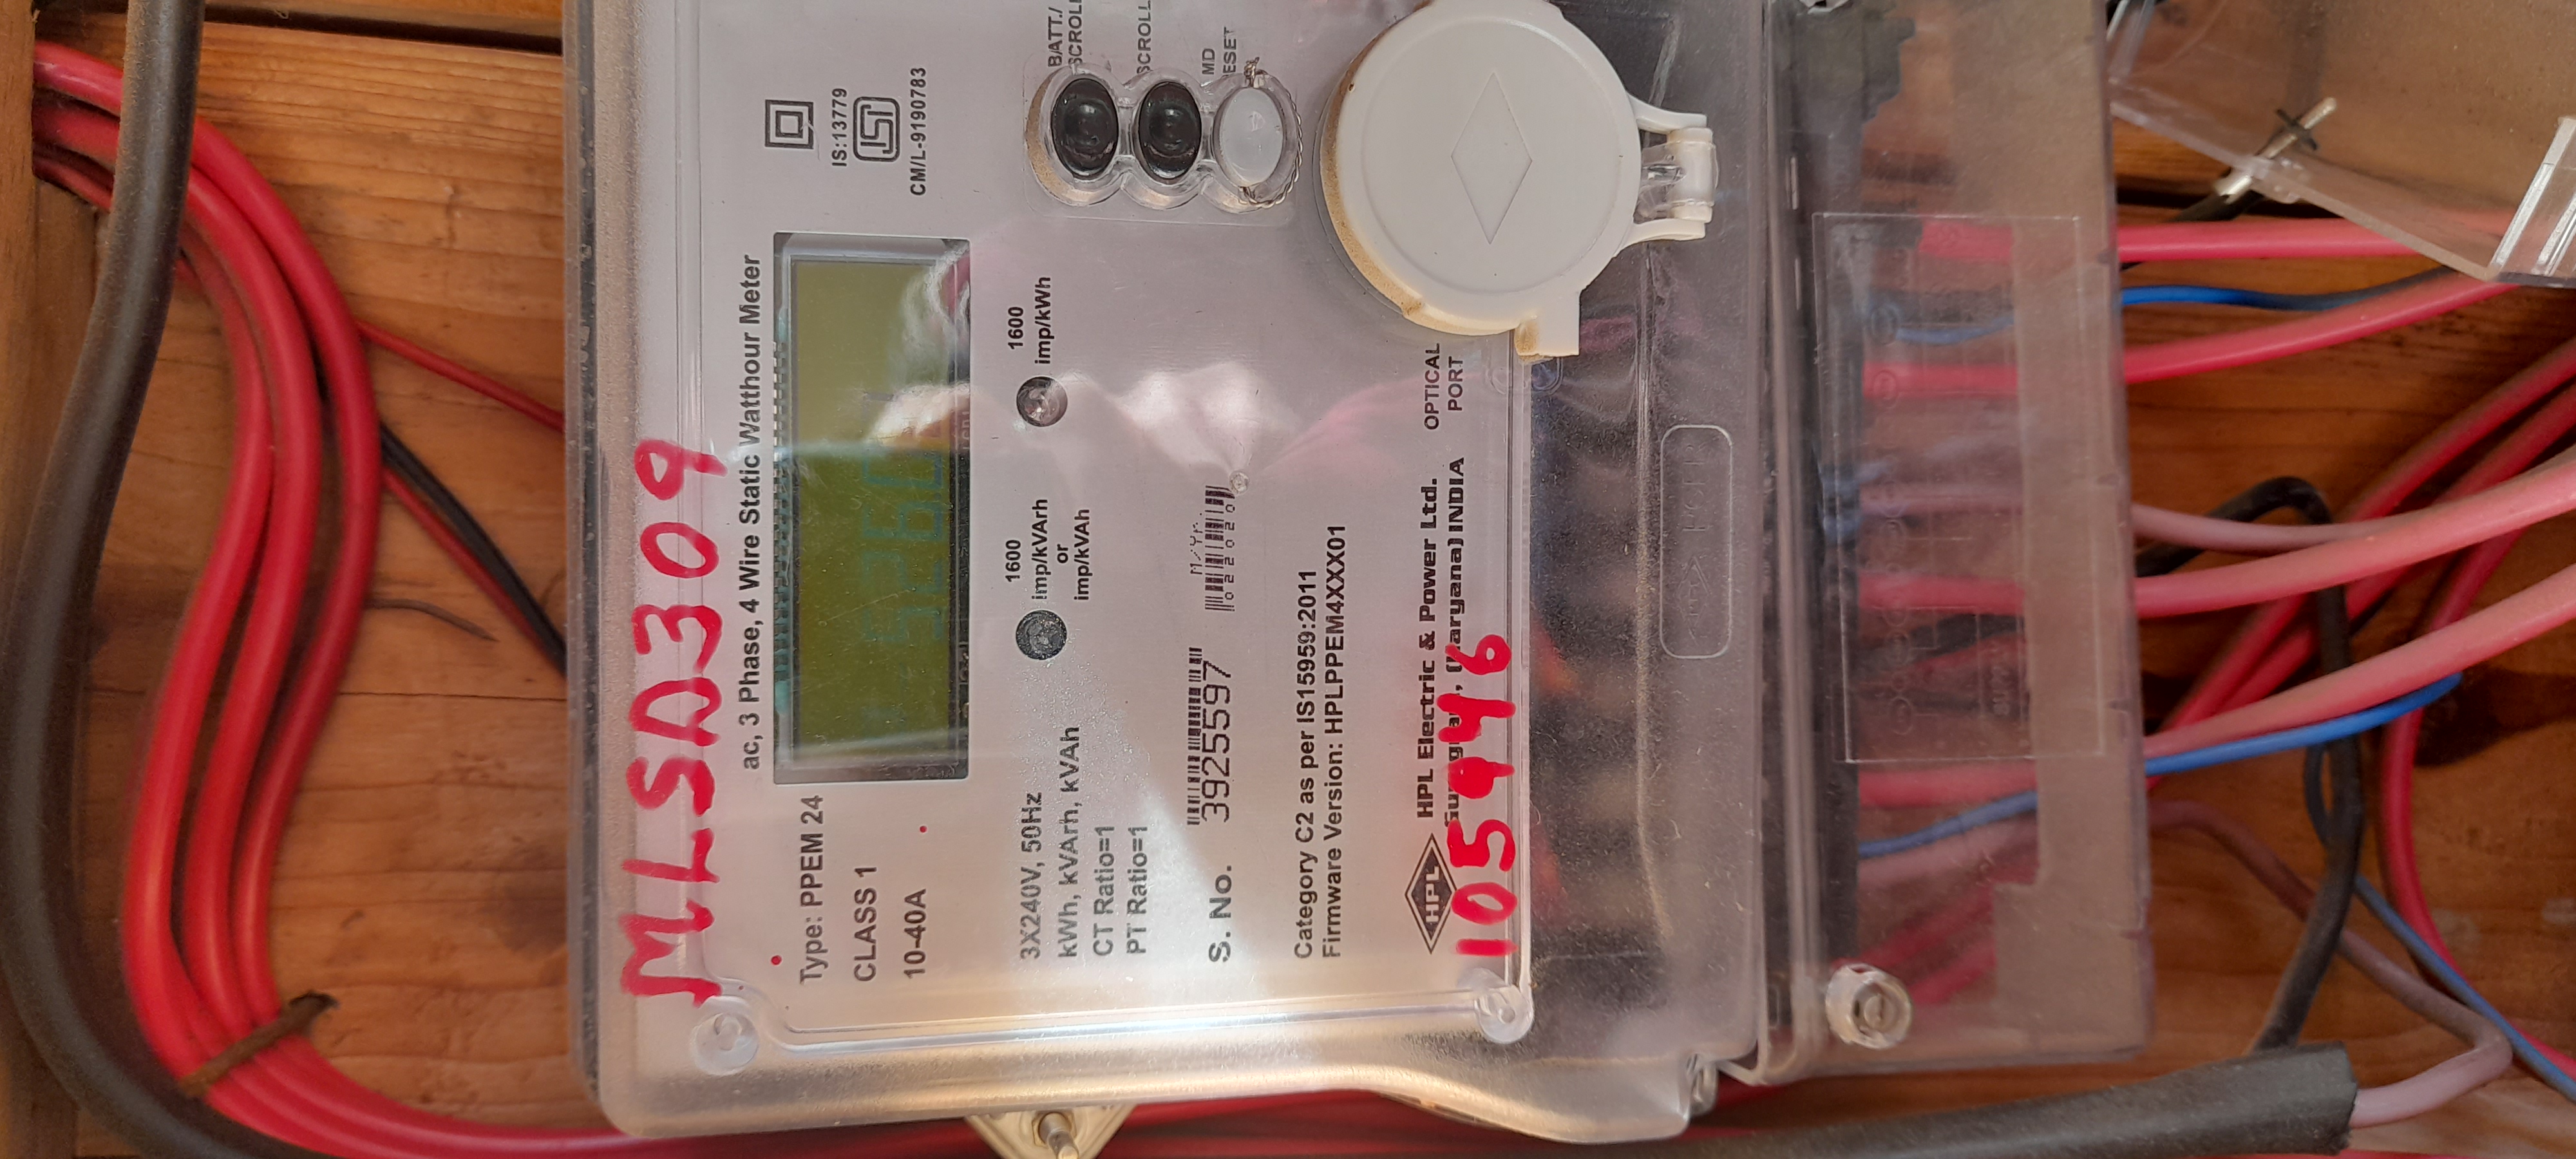 MLSD309
ac, 3 Phase, 4 Wire Static Watthour Meter
Type: PPEM 24
CLASS 1
10-40A
IS:13779
CM/L-9190783
BATT./
SCROLL
SCROLL
MD
3X240V, 50Hz
kWh, kVArh, kVAh
CT Ratio=1
PT Ratio=1
1600
imp/kVArh
or
imp/kVAh
1600
imp/kWh
S. No. 3925597
M/Yr.
Category C2 as per IS15959:2011
Firmware Version: HPLPPEM4XXXX01
OPTICAL
PORT
HPL
HPL Electric & Power Ltd.
INDIA
1059446